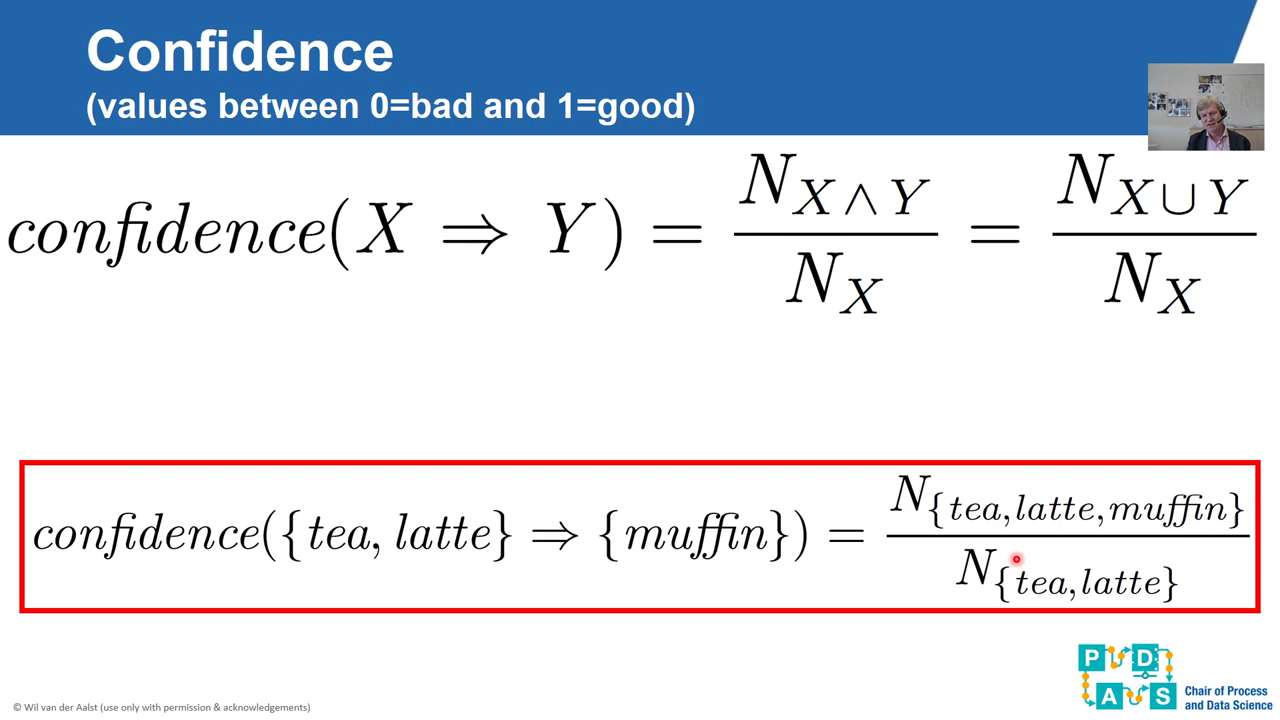 Confidence
(values between 0=bad and 1=good)
confidence(X ⇒ Y) = N_{X∧Y} / N_X = N_{X∪Y} / N_X
confidence({tea, latte} ⇒ {muffin}) = N_{{tea,latte,muffin}} / N_{{tea,latte}}
P D
A S
Chair of Process
and Data Science
© Wil van der Aalst (use only with permission & acknowledgements)